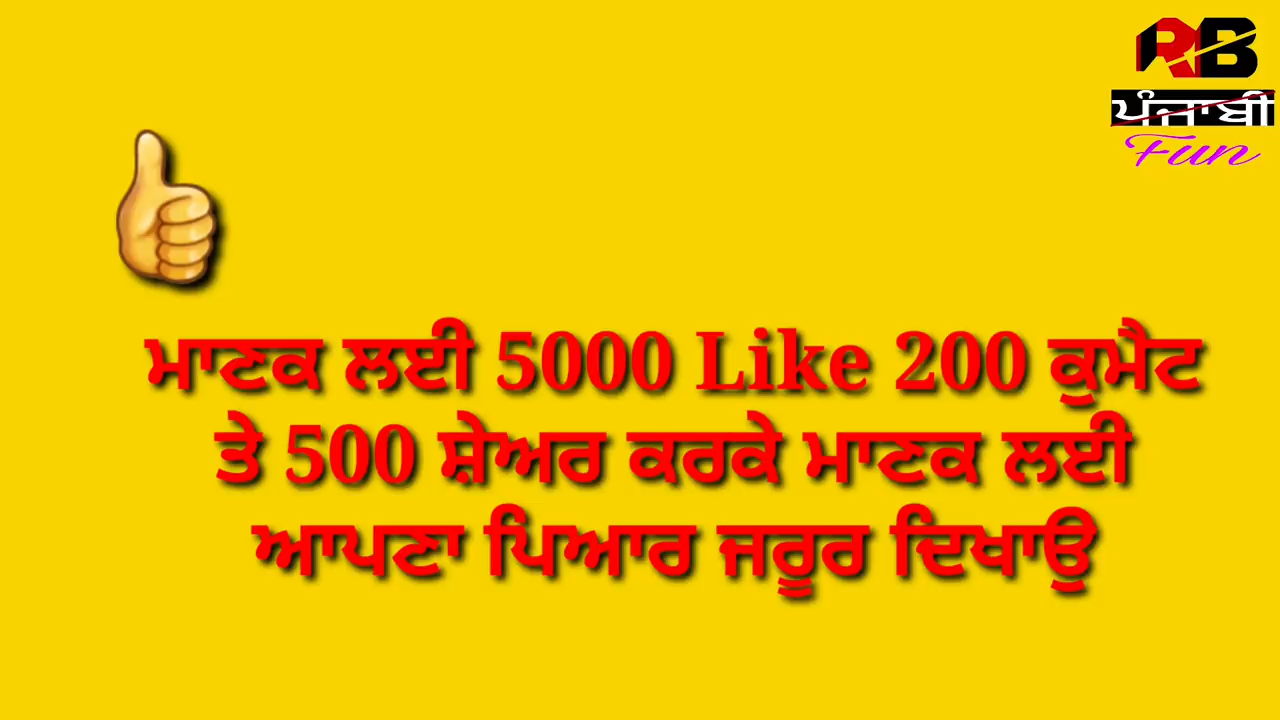 RB
ਪੰਜਾਬੀ
Fun
ਮਾਣਕ ਲਈ 5000 Like 200 ਕੁਮੈਟ
ਤੇ 500 ਸ਼ੇਅਰ ਕਰਕੇ ਮਾਣਕ ਲਈ
ਆਪਣਾ ਪਿਆਰ ਜਰੂਰ ਦਿਖਾਉ